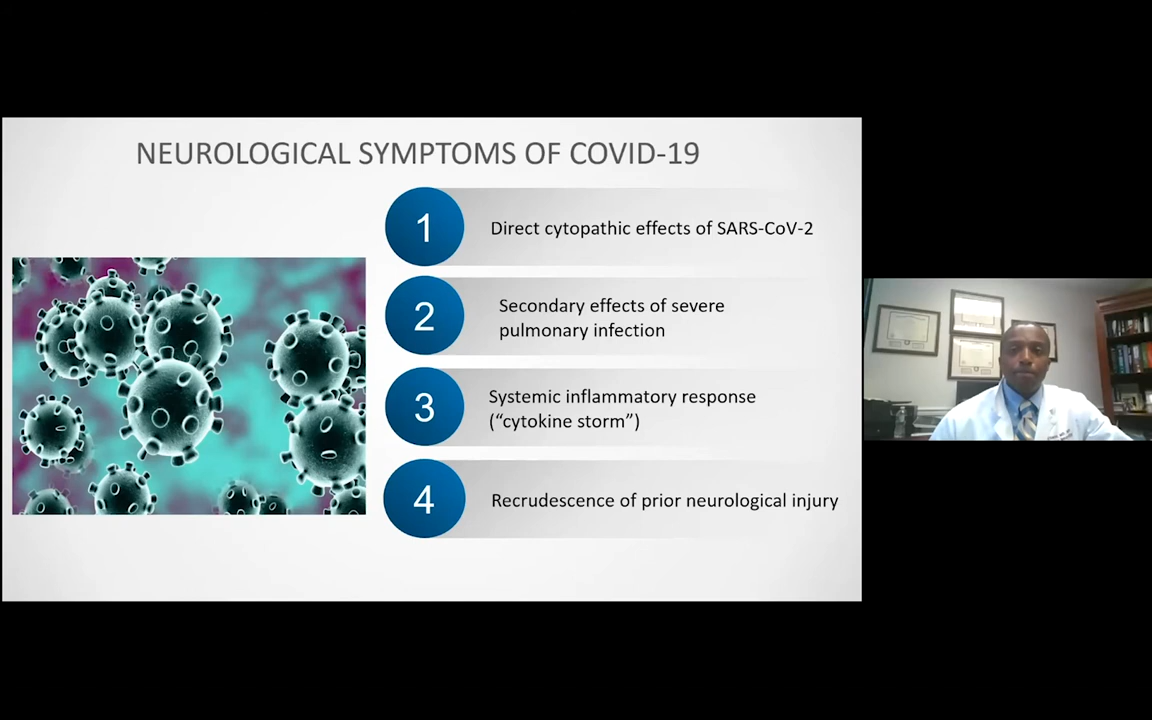 NEUROLOGICAL SYMPTOMS OF COVID-19
1
Direct cytopathic effects of SARS-CoV-2
2
Secondary effects of severe
pulmonary infection
3
Systemic inflammatory response
(“cytokine storm”)
4
Recrudescence of prior neurological injury